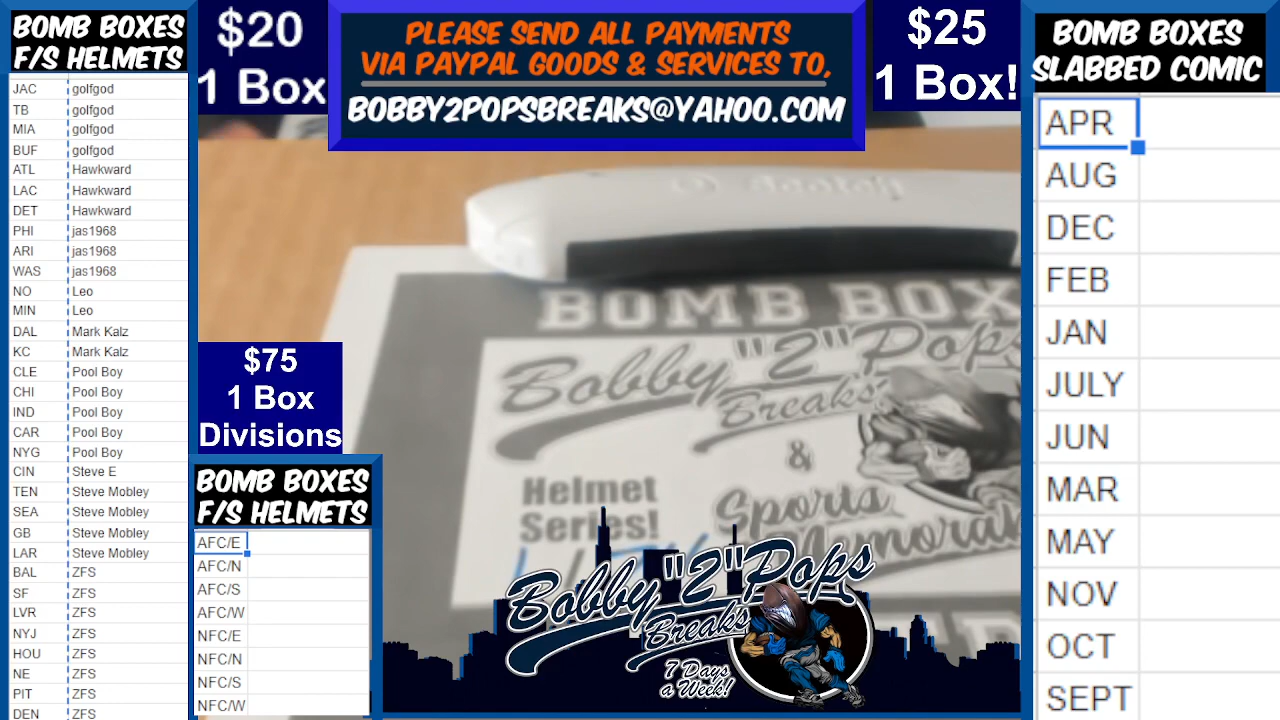 BOMB BOXES
F/S HELMETS
JAC golfgod
TB golfgod
MIA golfgod
BUF golfgod
ATL Hawkward
LAC Hawkward
DET Hawkward
PHI jas1968
ARI jas1968
WAS jas1968
NO Leo
MIN Leo
DAL Mark Kalz
KC Mark Kalz
CLE Pool Boy
CHI Pool Boy
IND Pool Boy
CAR Pool Boy
NYG Pool Boy
CIN Steve E
TEN Steve Mobley
SEA Steve Mobley
GB Steve Mobley
LAR Steve Mobley
BAL ZFS
SF ZFS
LVR ZFS
NYJ ZFS
HOU ZFS
NE ZFS
PIT ZFS
DEN ZFS
$20
1 Box
PLEASE SEND ALL PAYMENTS
VIA PAYPAL GOODS & SERVICES TO,
BOBBY2POPSBREAKS@YAHOO.COM
$25
1 Box!
$75
1 Box
Divisions
BOMB BOXES
F/S HELMETS
AFC/E
AFC/N
AFC/S
AFC/W
NFC/E
NFC/N
NFC/S
NFC/W
BOMB BOX
Bobby "2" Pops
Breaks
&
Helmet
Series!
Sports
Bobby "2" Pops
Breaks
7 Days
a Week!
BOMB BOXES
SLABBED COMIC
APR
AUG
DEC
FEB
JAN
JULY
JUN
MAR
MAY
NOV
OCT
SEPT